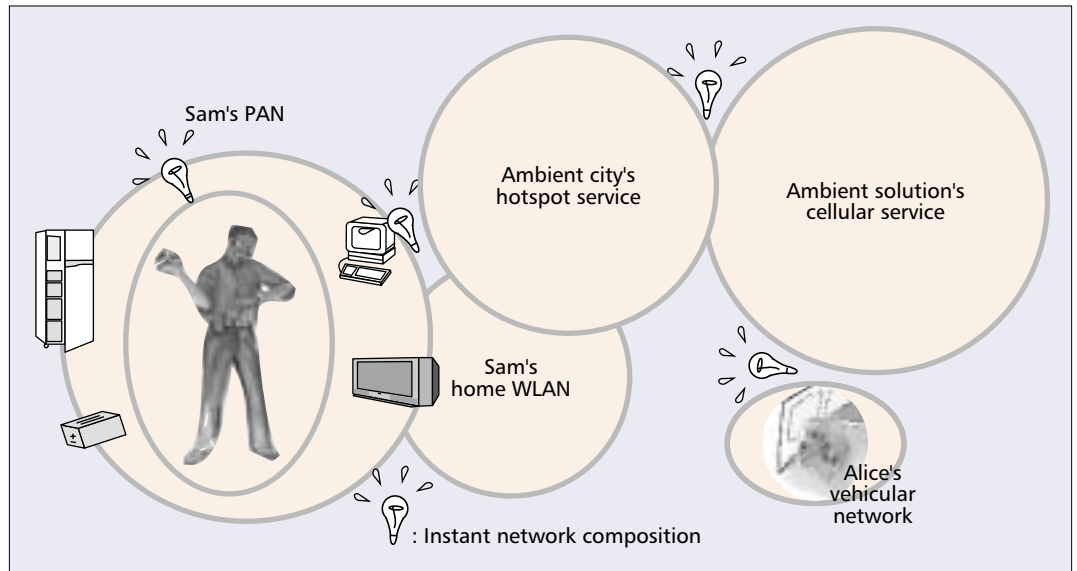 Sam's PAN
Ambient city's
hotspot service
Ambient solution's
cellular service
Sam's
home WLAN
Alice's
vehicular
network
: Instant network composition